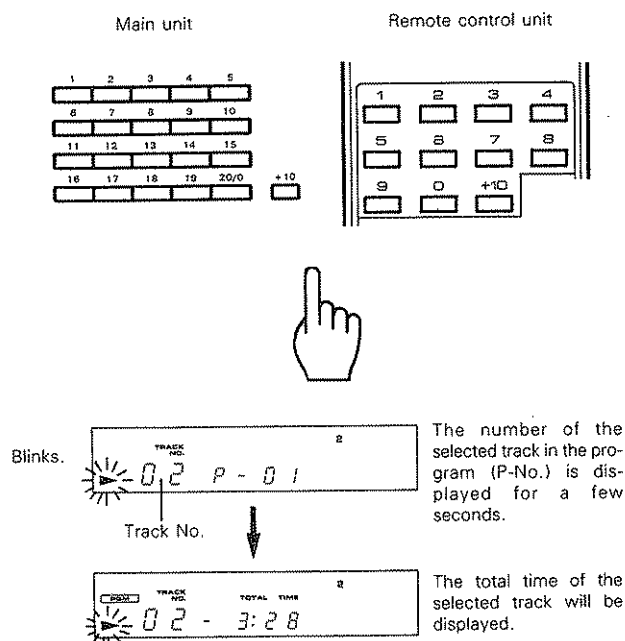 Main unit
Remote control unit
1 2 3 4 5
6 7 8 9 10
11 12 13 14 15
16 17 18 19 20/0 +10
1 2 3 4
5 6 7 8
9 0 +10
Blinks.
TRACK NO.
2
02 P-01
Track No.
The number of the
selected track in the pro-
gram (P-No.) is dis-
played for a few
seconds.
PGM
TRACK NO.
TOTAL TIME
2
02 - 3:28
The total time of the
selected track will be
displayed.